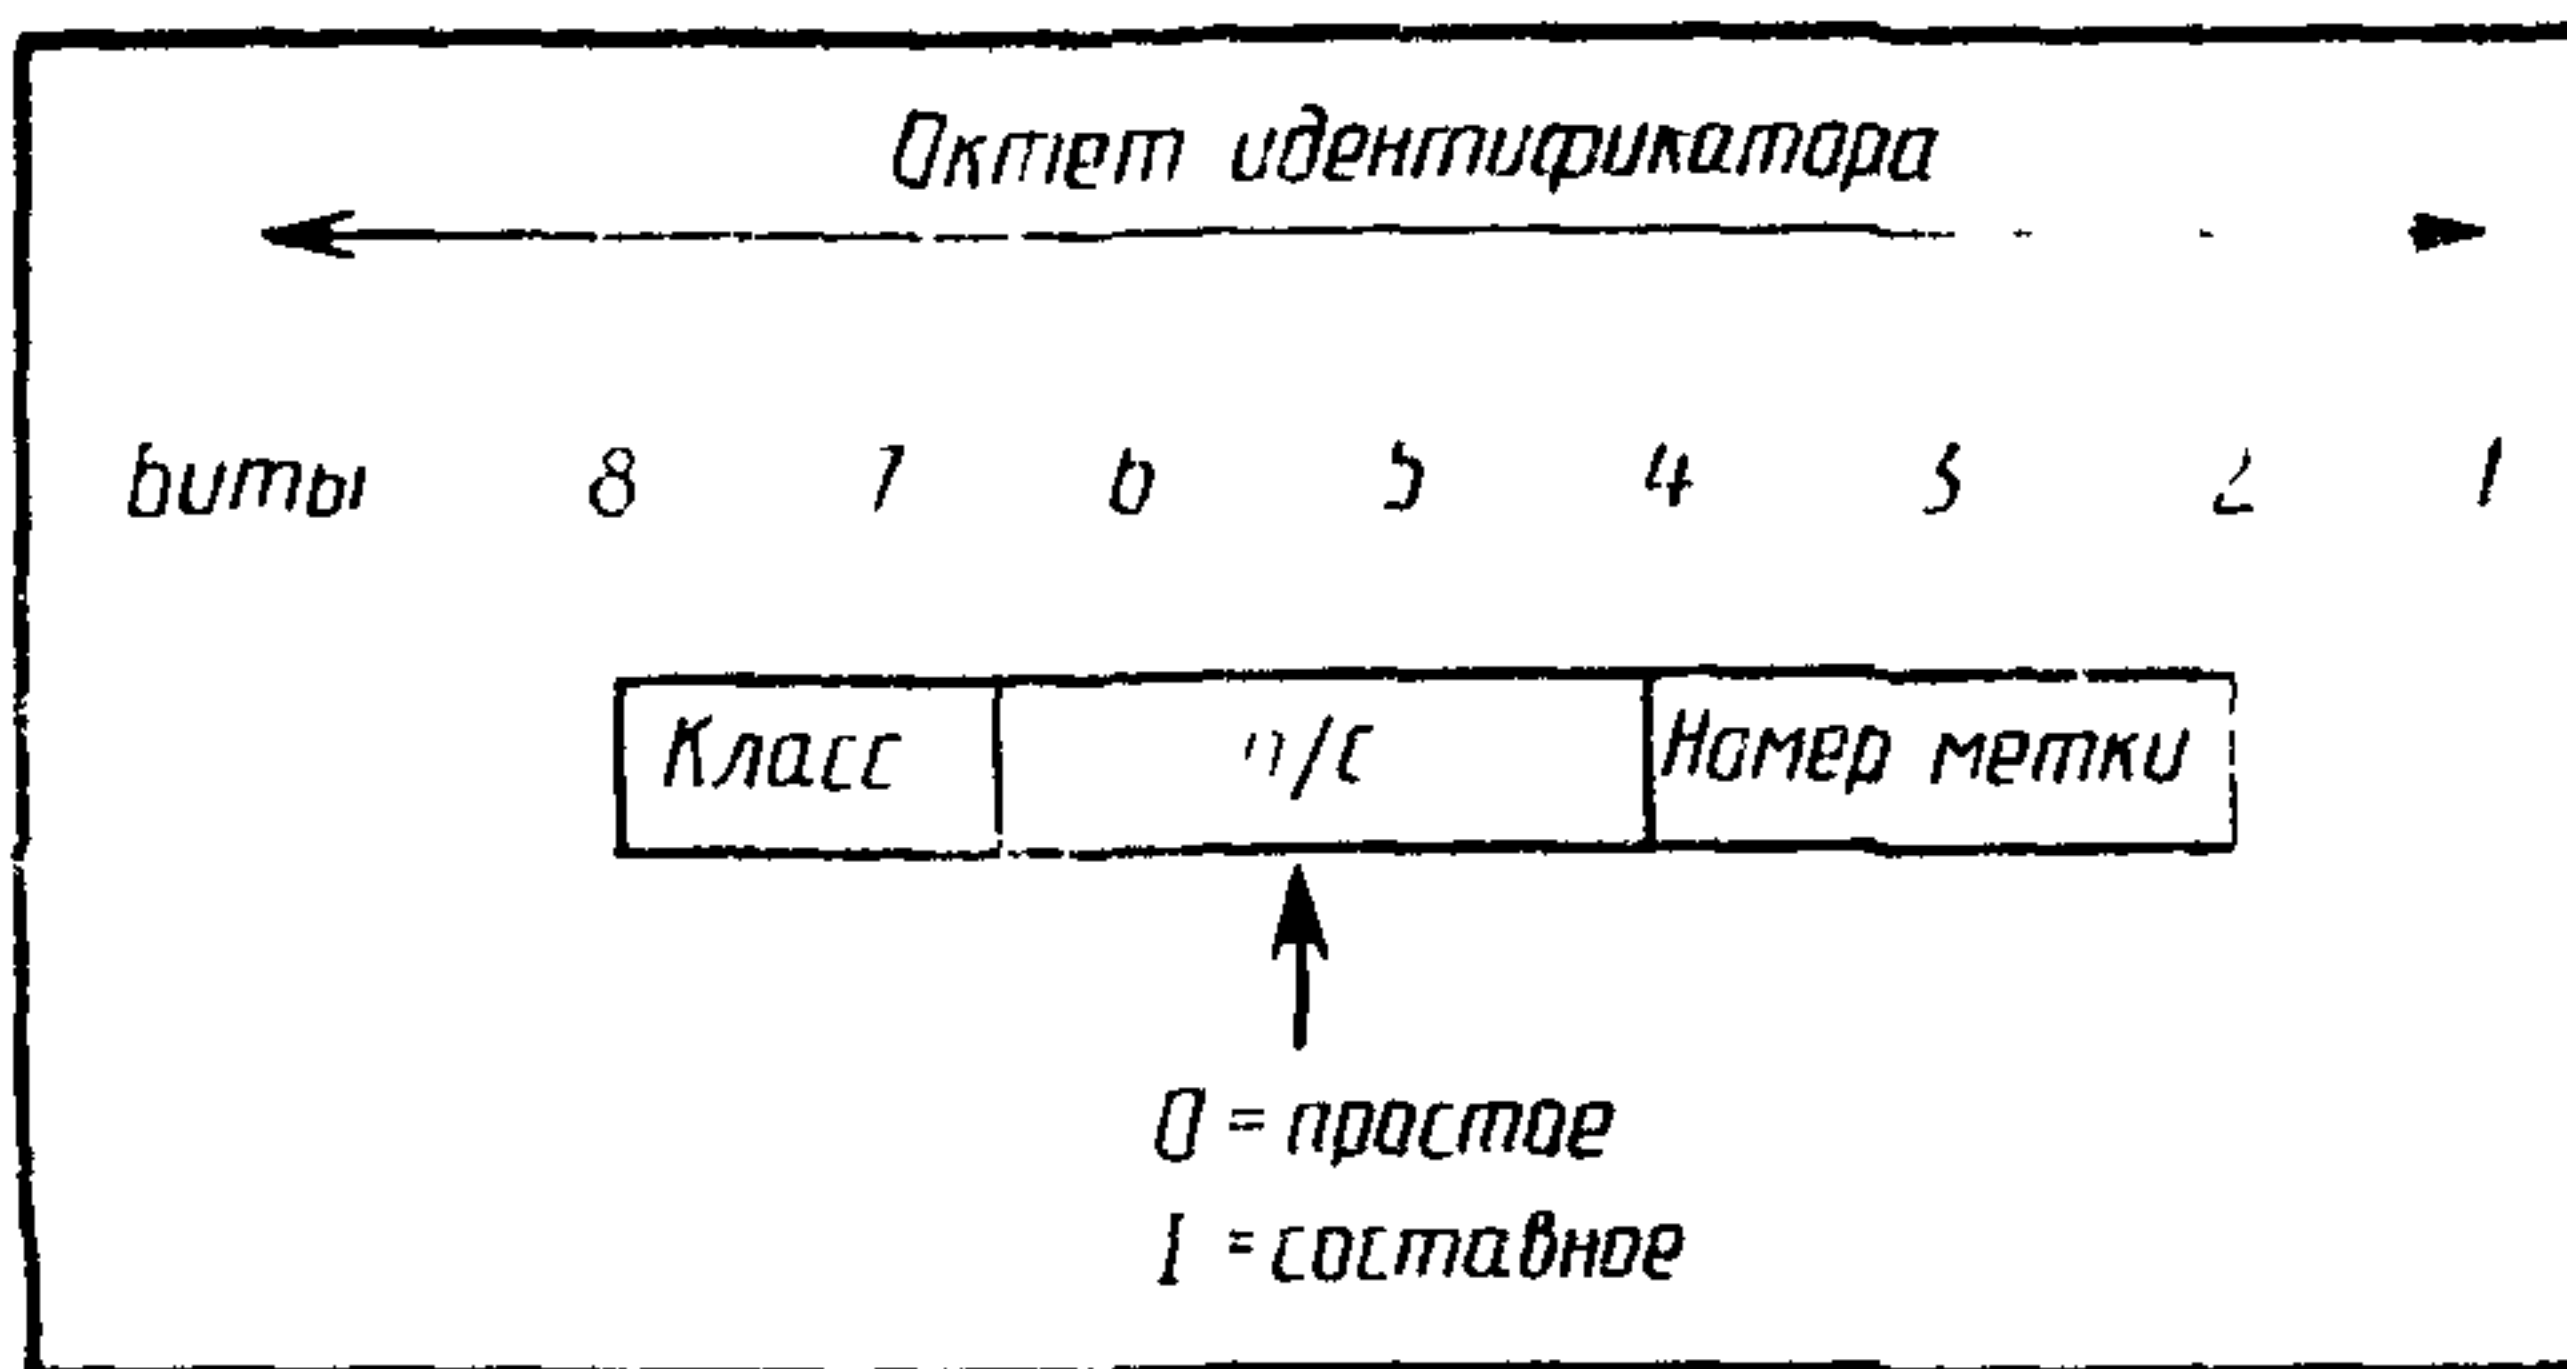 Октет идентификатора
Биты 8 7 6 5 4 3 2 1
Класс п/с Номер метки
0 = простое
1 = составное